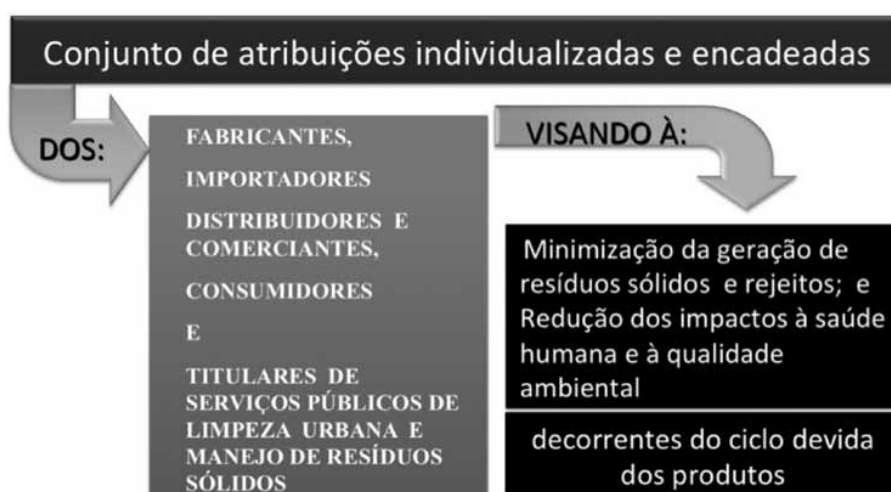 Conjunto de atribuições individualizadas e encadeadas
DOS:
FABRICANTES,
IMPORTADORES
DISTRIBUIDORES E
COMERCIANTES,
CONSUMIDORES
E
TITULARES DE
SERVIÇOS PÚBLICOS DE
LIMPEZA URBANA E
MANEJO DE RESÍDUOS
SÓLIDOS
VISANDO À:
Minimização da geração de
resíduos sólidos e rejeitos; e
Redução dos impactos à saúde
humana e à qualidade
ambiental
decorrentes do ciclo devida
dos produtos